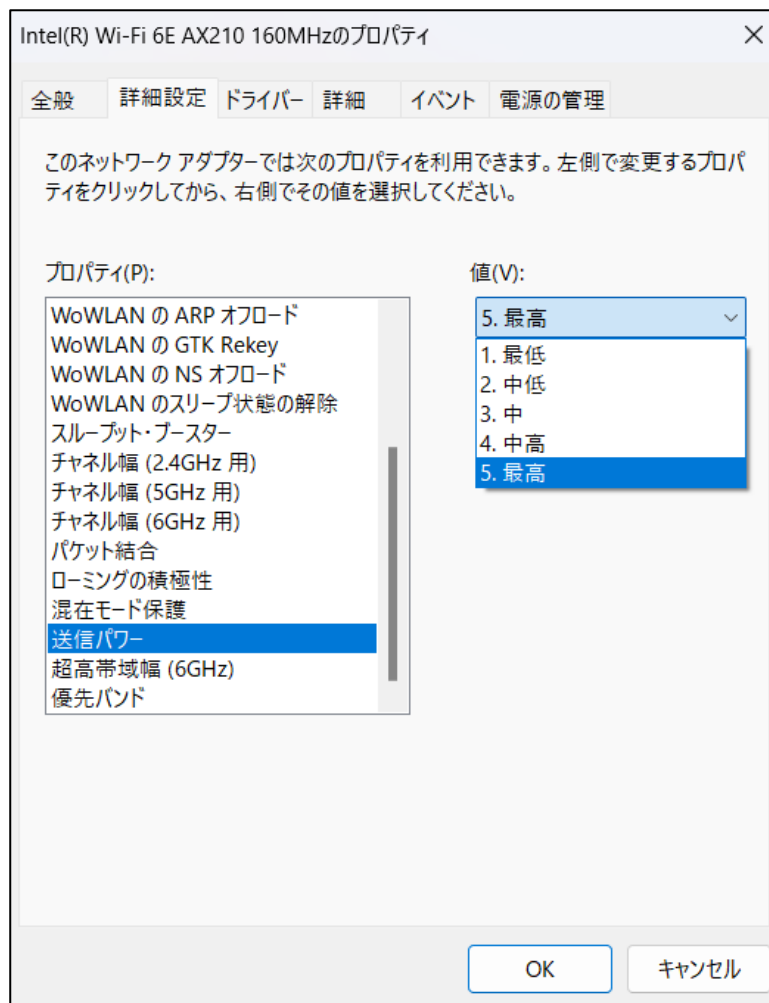 Intel(R) Wi-Fi 6E AX210 160MHzのプロパティ
全般 詳細設定 ドライバー 詳細 イベント 電源の管理
このネットワーク アダプターでは次のプロパティを利用できます。左側で変更するプロパ
ティをクリックしてから、右側でその値を選択してください。
プロパティ(P):
WoWLAN の ARP オフロード
WoWLAN の GTK Rekey
WoWLAN の NS オフロード
WoWLAN のスリープ状態の解除
スループット・ブースター
チャネル幅 (2.4GHz 用)
チャネル幅 (5GHz 用)
チャネル幅 (6GHz 用)
パケット結合
ローミングの積極性
混在モード保護
送信パワー
超高帯域幅 (6GHz)
優先バンド
値(V):
5. 最高
1. 最低
2. 中低
3. 中
4. 中高
5. 最高
OK キャンセル